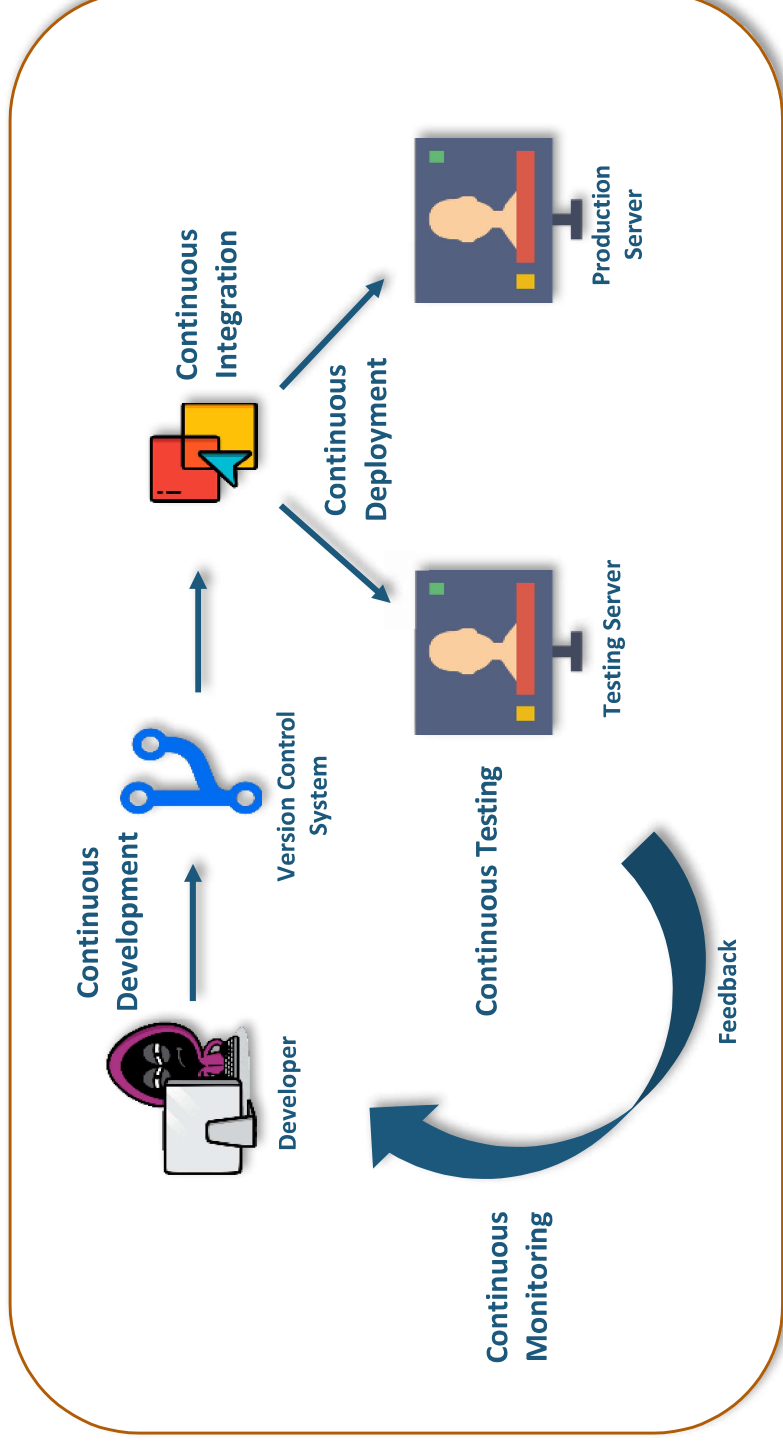 Continuous
Development
Developer
Version Control
System
Continuous
Integration
Continuous
Deployment
Continuous
Monitoring
Continuous Testing
Testing Server
Production
Server
Feedback